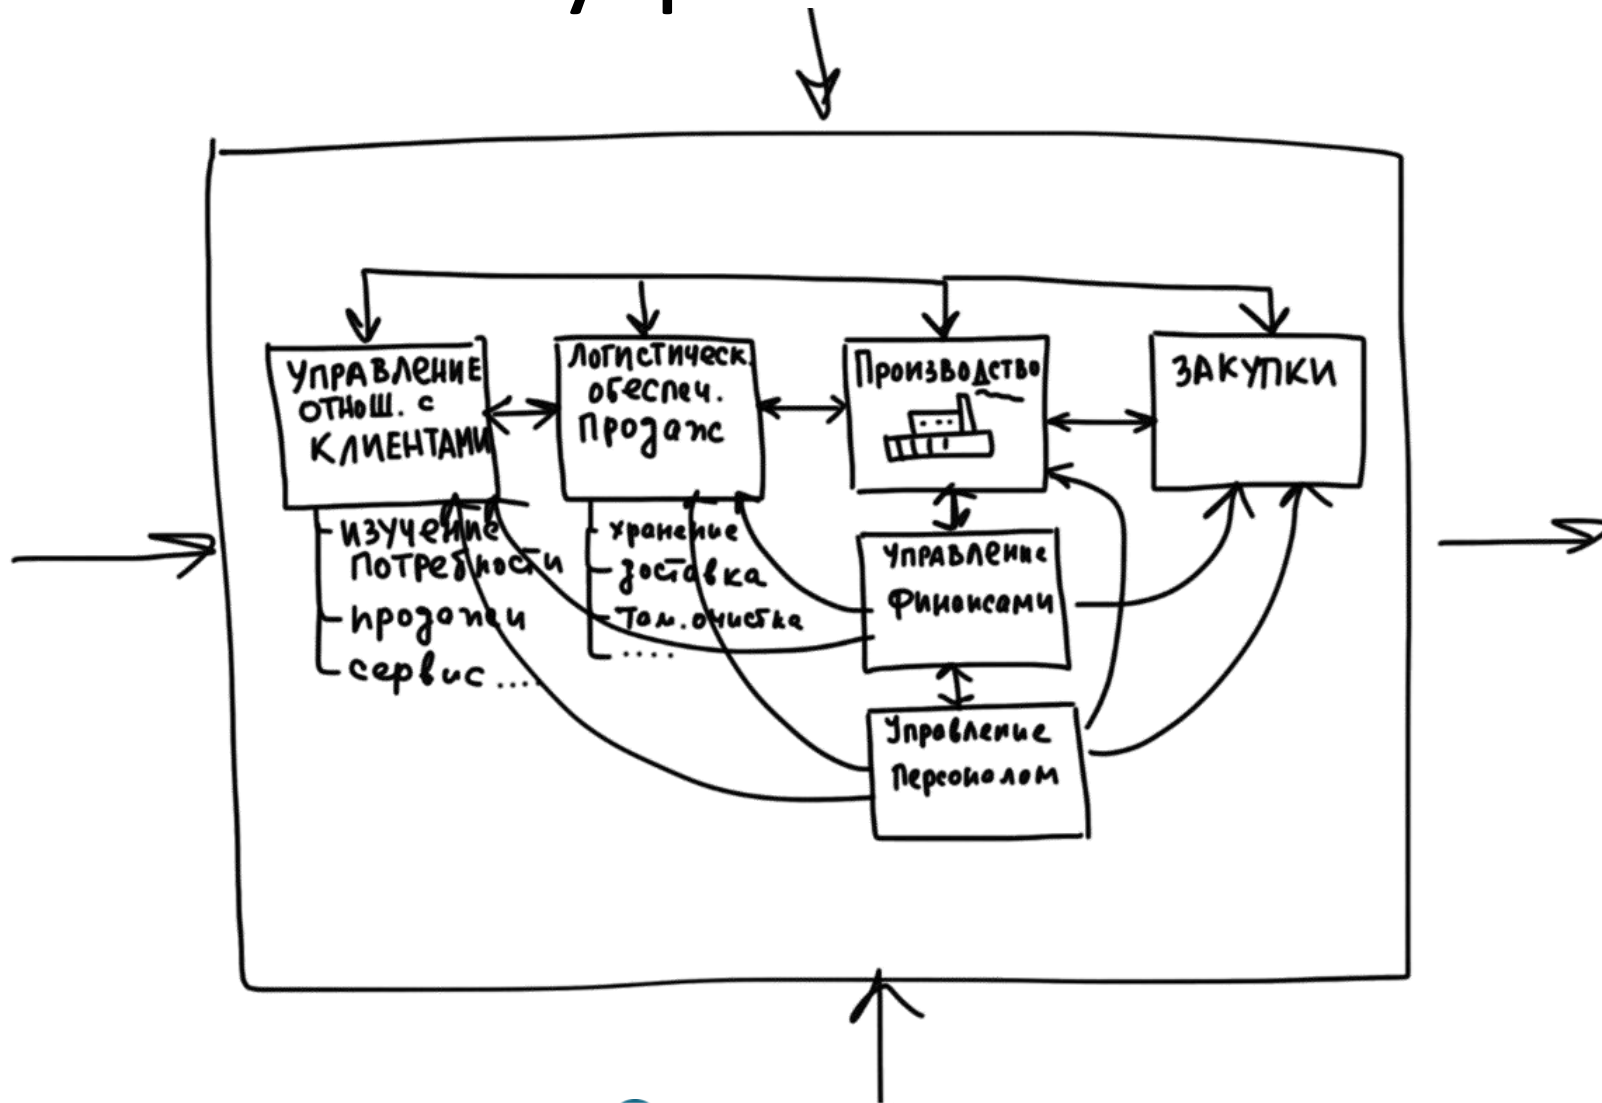 Управление
отнош. с
клиентами
Логистическ.
обеспеч.
Продаж
Производство
ЗАКУПКИ
изучение
потребности
продажи
сервис ....
хранение
доставка
Там. очистка
....
Управление
Финансами
Управление
Персоналом